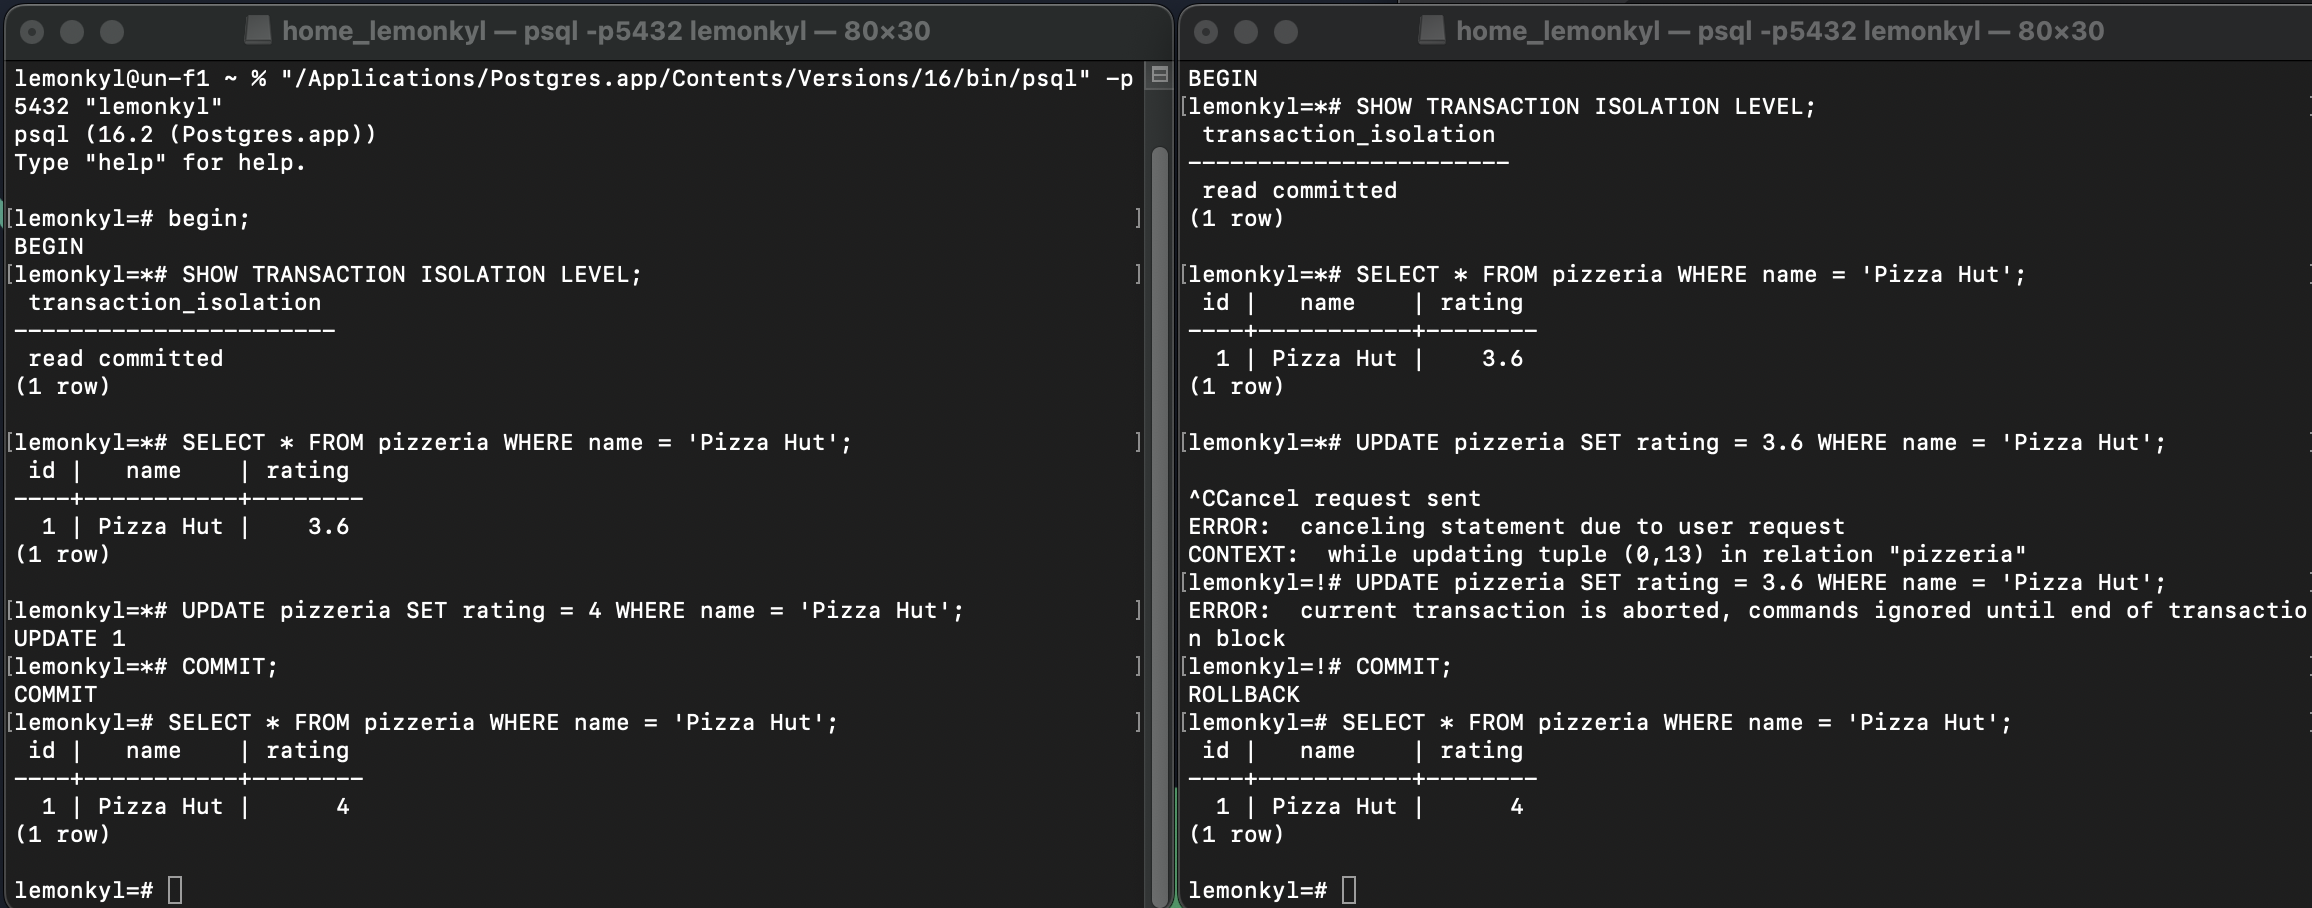 home_lemonkyl — psql -p5432 lemonkyl — 80×30
lemonkyl@un-f1 ~ % "/Applications/Postgres.app/Contents/Versions/16/bin/psql" -p
5432 "lemonkyl"
psql (16.2 (Postgres.app))
Type "help" for help.
[lemonkyl=# begin; ]
BEGIN
[lemonkyl=*# SHOW TRANSACTION ISOLATION LEVEL; ]
transaction_isolation
-----------------------
read committed
(1 row)
[lemonkyl=*# SELECT * FROM pizzeria WHERE name = 'Pizza Hut'; ]
id | name | rating
----+-----------+--------
1 | Pizza Hut | 3.6
(1 row)
[lemonkyl=*# UPDATE pizzeria SET rating = 4 WHERE name = 'Pizza Hut'; ]
UPDATE 1
[lemonkyl=*# COMMIT; ]
COMMIT
[lemonkyl=# SELECT * FROM pizzeria WHERE name = 'Pizza Hut'; ]
id | name | rating
----+-----------+--------
1 | Pizza Hut | 4
(1 row)
lemonkyl=#
home_lemonkyl — psql -p5432 lemonkyl — 80×30
BEGIN
[lemonkyl=*# SHOW TRANSACTION ISOLATION LEVEL;
transaction_isolation
-----------------------
read committed
(1 row)
[lemonkyl=*# SELECT * FROM pizzeria WHERE name = 'Pizza Hut';
id | name | rating
----+-----------+--------
1 | Pizza Hut | 3.6
(1 row)
[lemonkyl=*# UPDATE pizzeria SET rating = 3.6 WHERE name = 'Pizza Hut';
^CCancel request sent
ERROR:  canceling statement due to user request
CONTEXT:  while updating tuple (0,13) in relation "pizzeria"
[lemonkyl=!# UPDATE pizzeria SET rating = 3.6 WHERE name = 'Pizza Hut';
ERROR:  current transaction is aborted, commands ignored until end of transactio
n block
[lemonkyl=!# COMMIT;
ROLLBACK
[lemonkyl=# SELECT * FROM pizzeria WHERE name = 'Pizza Hut';
id | name | rating
----+-----------+--------
1 | Pizza Hut | 4
(1 row)
lemonkyl=#